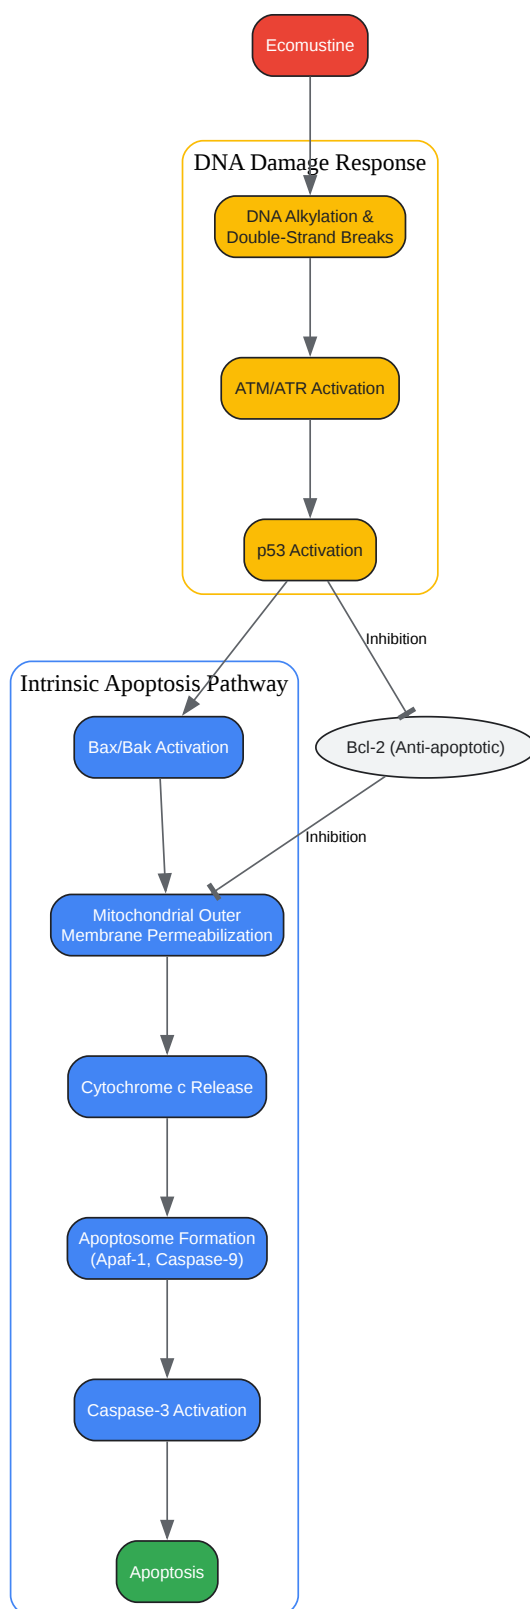 Ecomustine
DNA Damage Response
DNA Alkylation &
Double-Strand Breaks
ATM/ATR Activation
p53 Activation
Inhibition
Intrinsic Apoptosis Pathway
Bax/Bak Activation
Bcl-2 (Anti-apoptotic)
Inhibition
Mitochondrial Outer
Membrane Permeabilization
Cytochrome c Release
Apoptosome Formation
(Apaf-1, Caspase-9)
Caspase-3 Activation
Apoptosis